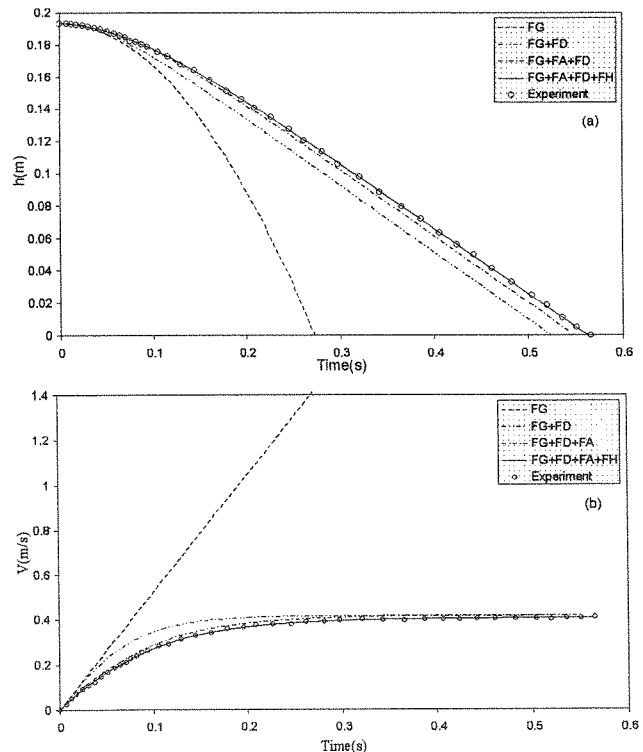 0.2
0.18
0.16
0.14
0.12
0.1
0.08
0.06
0.04
0.02
0
h(m)
FG
FG+FD
FG+FA+FD
FG+FA+FD+FH
Experiment
(a)
0 0.1 0.2 0.3 0.4 0.5 0.6
Time(s)
1.4
1.2
1
0.8
0.6
0.4
0.2
0
V(m/s)
FG
FG+FD
FG+FD+FA
FG+FD+FA+FH
Experiment
(b)
0 0.1 0.2 0.3 0.4 0.5 0.6
Time(s)